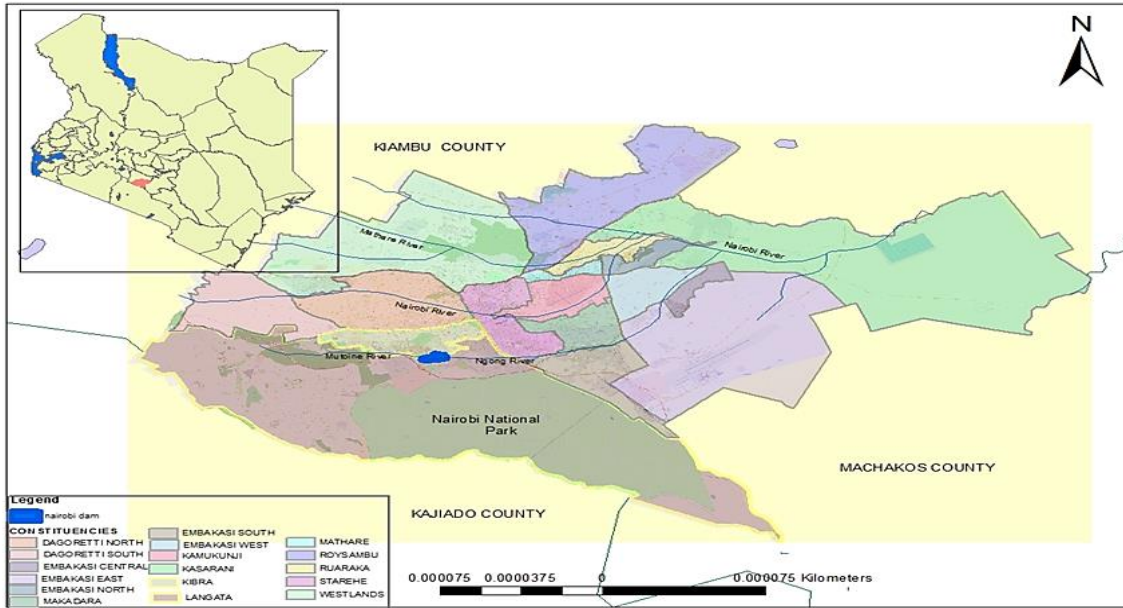 N
KIAMBU COUNTY
Mathare River
Nairobi River
Nairobi River
Mutoine River
Ngong River
Nairobi National
Park
MACHAKOS COUNTY
KAJIADO COUNTY
Legend
nairobi dam
CONSTITUENCIES
DAGORETTI NORTH
DAGORETTI SOUTH
EMBAKASI CENTRAL
EMBAKASI EAST
EMBAKASI NORTH
MAKADARA
EMBAKASI SOUTH
EMBAKASI WEST
KAMUKUNJI
KASARANI
KIBRA
LANGATA
MATHARE
ROYSAMBU
RUARAKA
STAREHE
WESTLANDS
0.000075 0.0000375 0 0.000075 Kilometers